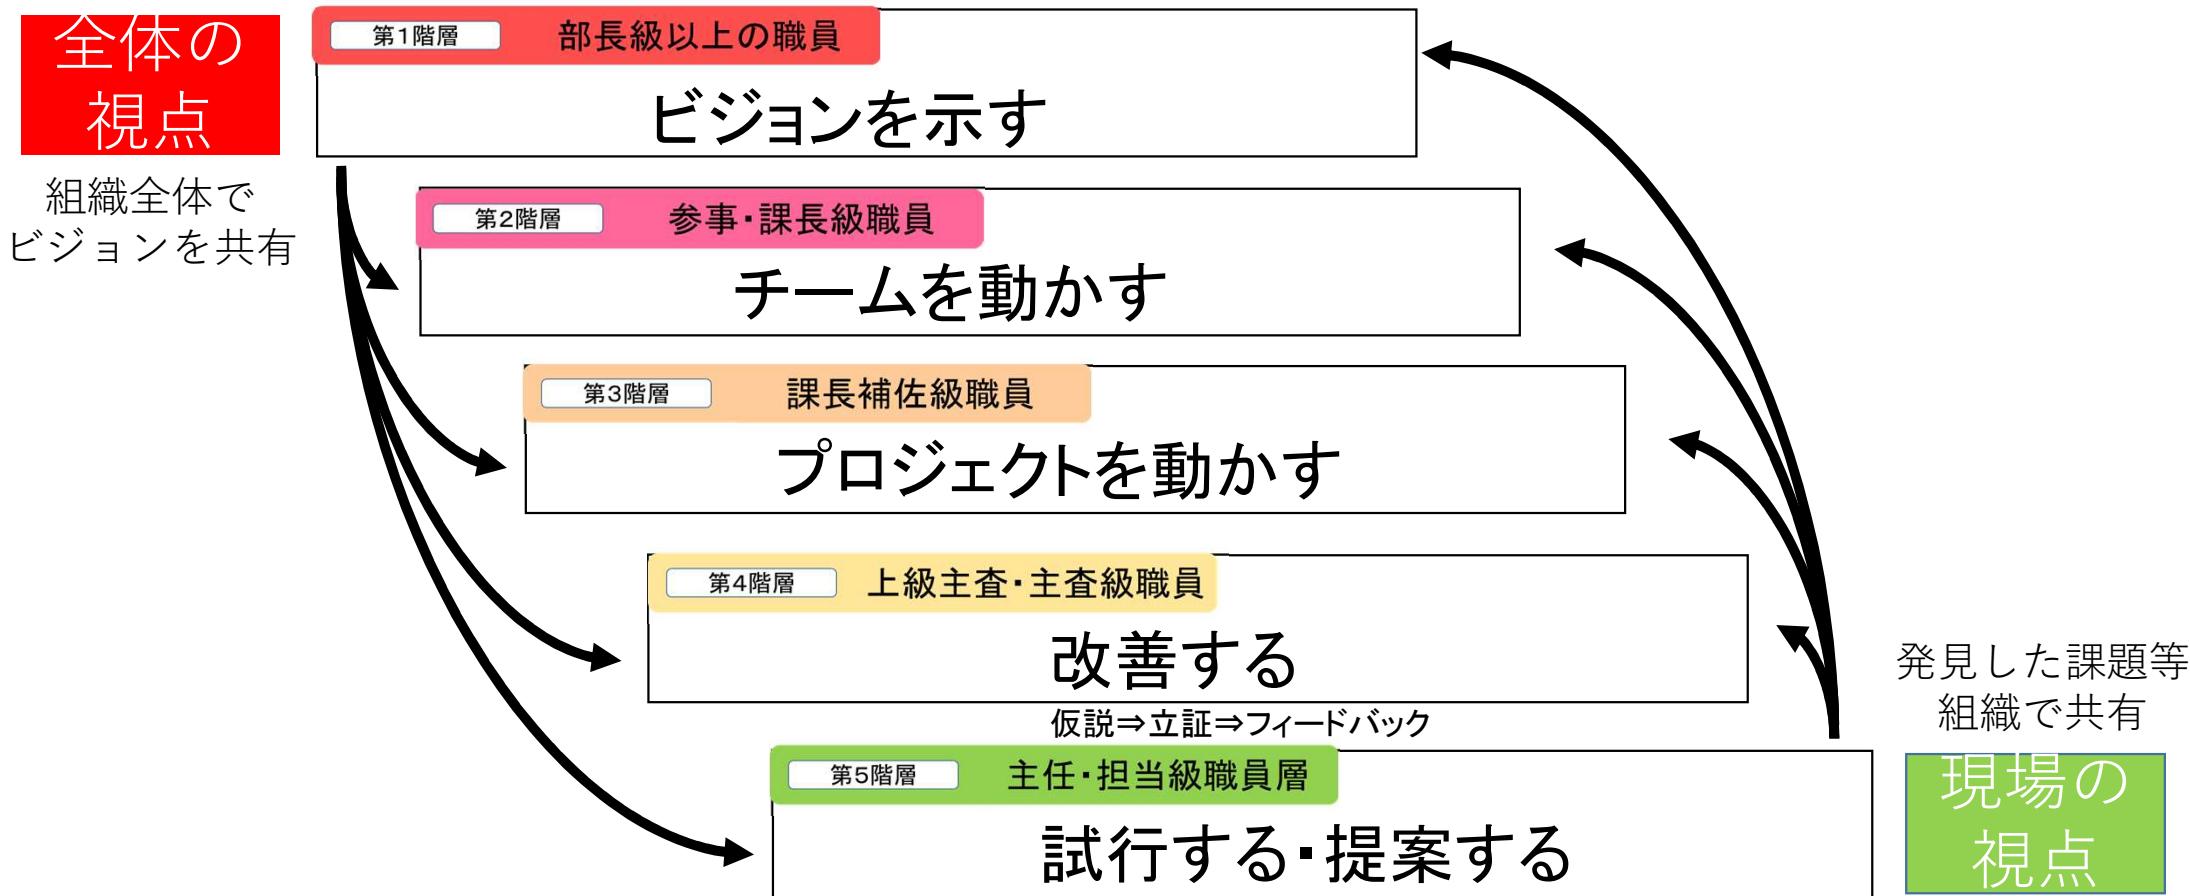 全体の
視点
組織全体で
ビジョンを共有
第1階層 部長級以上の職員
ビジョンを示す
第2階層 参事・課長級職員
チームを動かす
第3階層 課長補佐級職員
プロジェクトを動かす
第4階層 上級主査・主査級職員
改善する
仮説⇒立証⇒フィードバック
第5階層 主任・担当級職員層
試行する・提案する
発見した課題等
組織で共有
現場の
視点